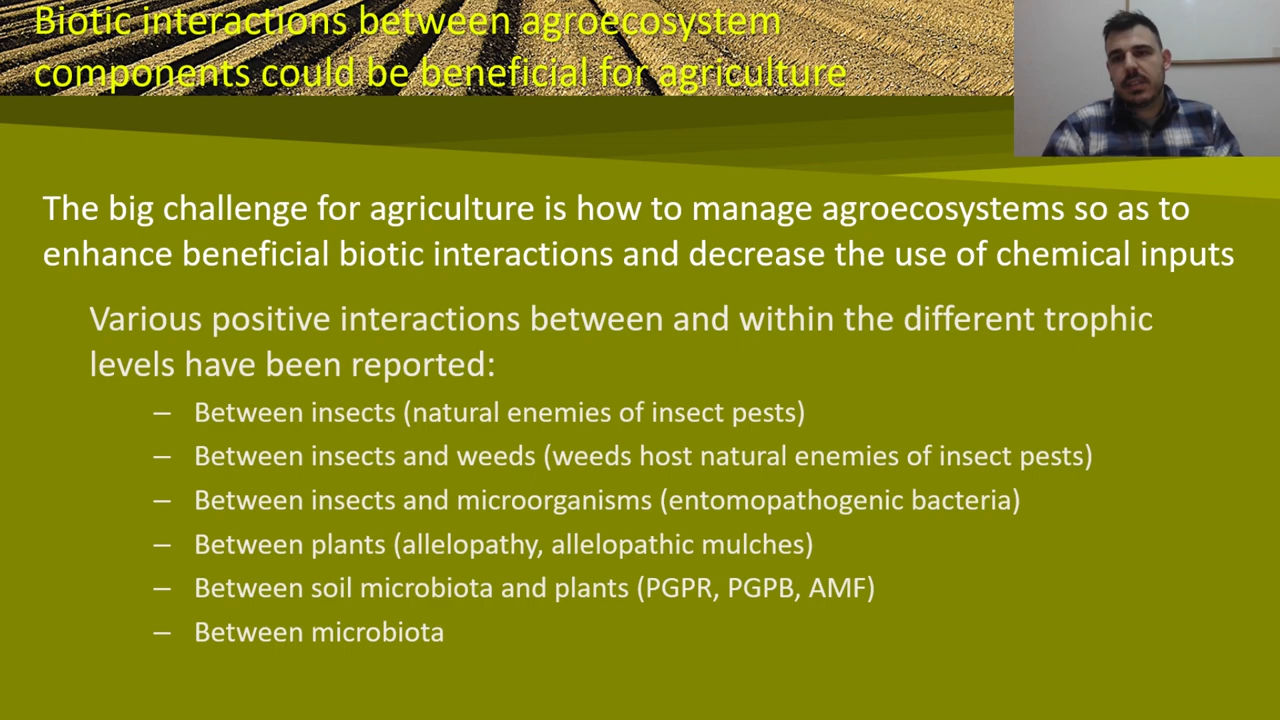 Biotic interactions between agroecosystem
components could be beneficial for agriculture
The big challenge for agriculture is how to manage agroecosystems so as to
enhance beneficial biotic interactions and decrease the use of chemical inputs
Various positive interactions between and within the different trophic
levels have been reported:
– Between insects (natural enemies of insect pests)
– Between insects and weeds (weeds host natural enemies of insect pests)
– Between insects and microorganisms (entomopathogenic bacteria)
– Between plants (allelopathy, allelopathic mulches)
– Between soil microbiota and plants (PGPR, PGPB, AMF)
– Between microbiota